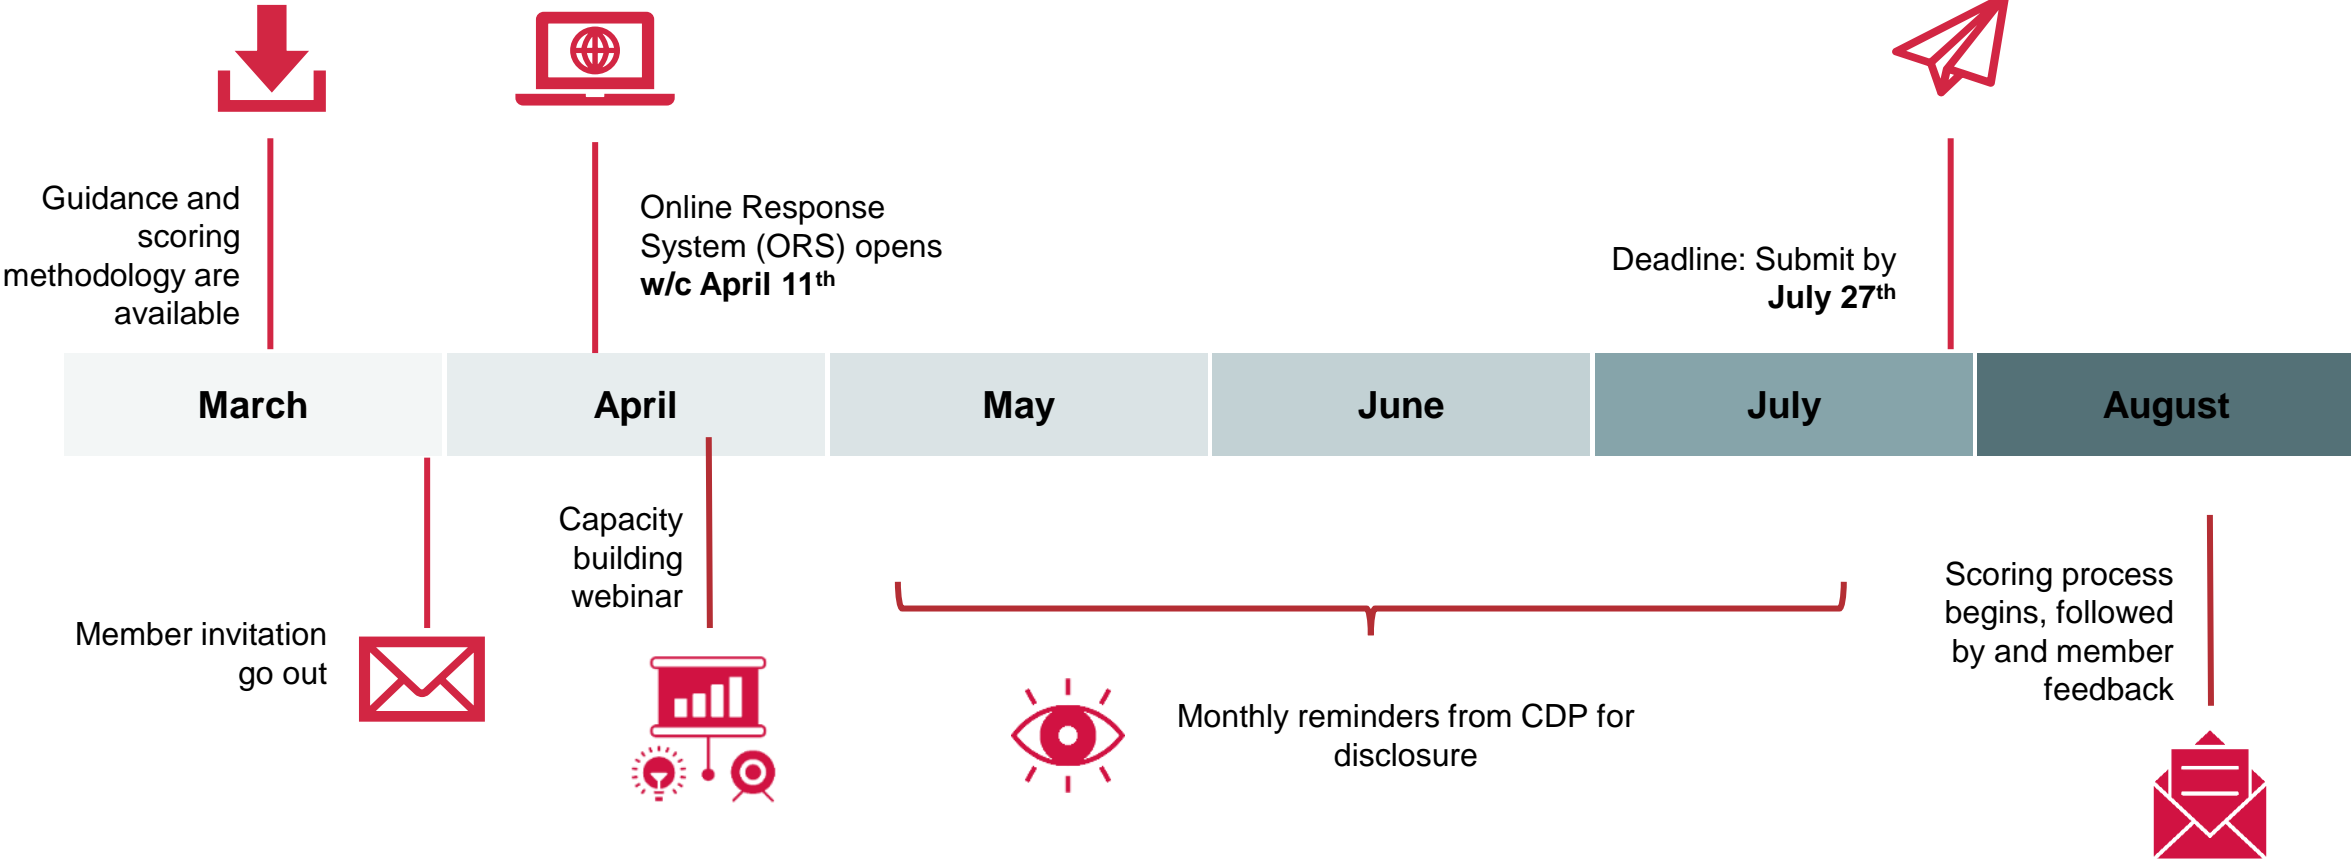 Guidance and
scoring
methodology are
available
Online Response
System (ORS) opens
w/c April 11th
Deadline: Submit by
July 27th
March
April
May
June
July
August
Member invitation
go out
Capacity
building
webinar
Monthly reminders from CDP for
disclosure
Scoring process
begins, followed
by and member
feedback